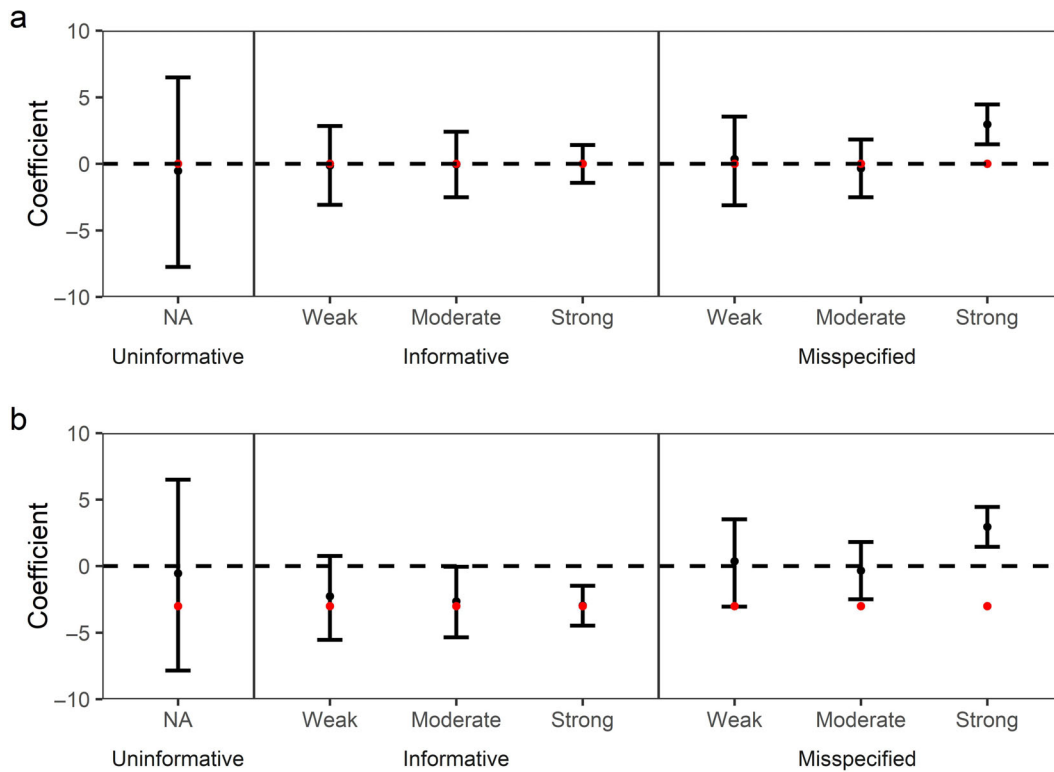 a
Coefficient
10
5
0
−5
−10
NA Weak Moderate Strong Weak Moderate Strong
Uninformative Informative Misspecified
b
Coefficient
10
5
0
−5
−10
NA Weak Moderate Strong Weak Moderate Strong
Uninformative Informative Misspecified